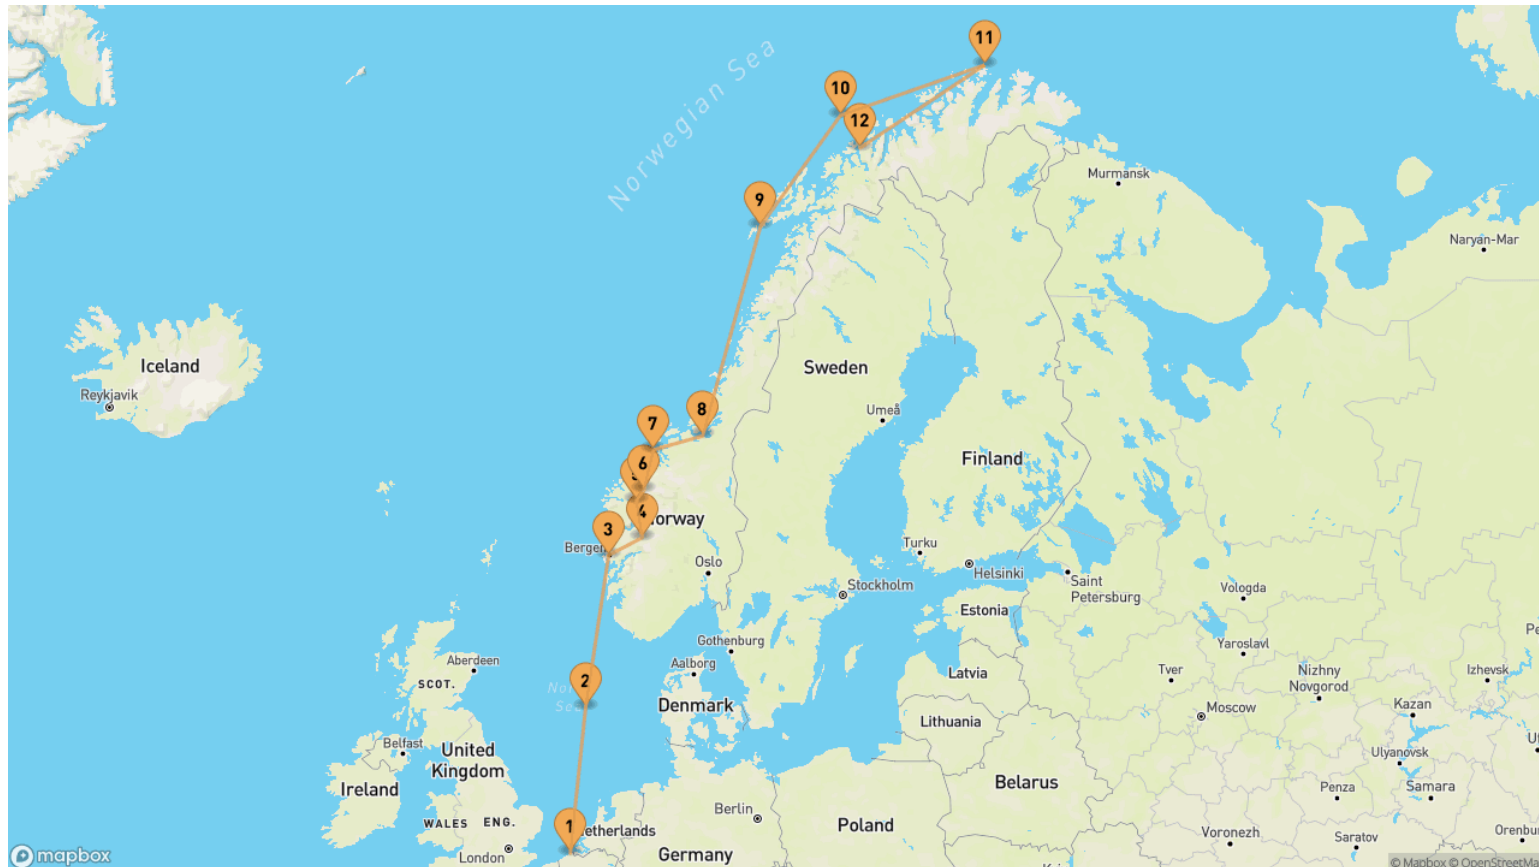 11
10
12
Norwegian Sea
Murmansk
9
Naryan-Mar
Iceland
Reykjavik
Sweden
Umeå
8
7
6
Finland
4
Norway
3
Bergen
Turku
Helsinki
Oslo
Saint
Petersburg
Stockholm
Vologda
Estonia
Gothenburg
Yaroslavl
Aberdeen
Aalborg
Latvia
Tver
Nizhny
Novgorod
Izhevsk
SCOT.
2
Denmark
Lithuania
Moscow
Kazan
Belfast
United
Kingdom
Ulyanovsk
Ireland
Belarus
Penza
Samara
Berlin
WALES
ENG.
1
Netherlands
Poland
Voronezh
Saratov
London
Germany
mapbox
© Mapbox © OpenStreetMa